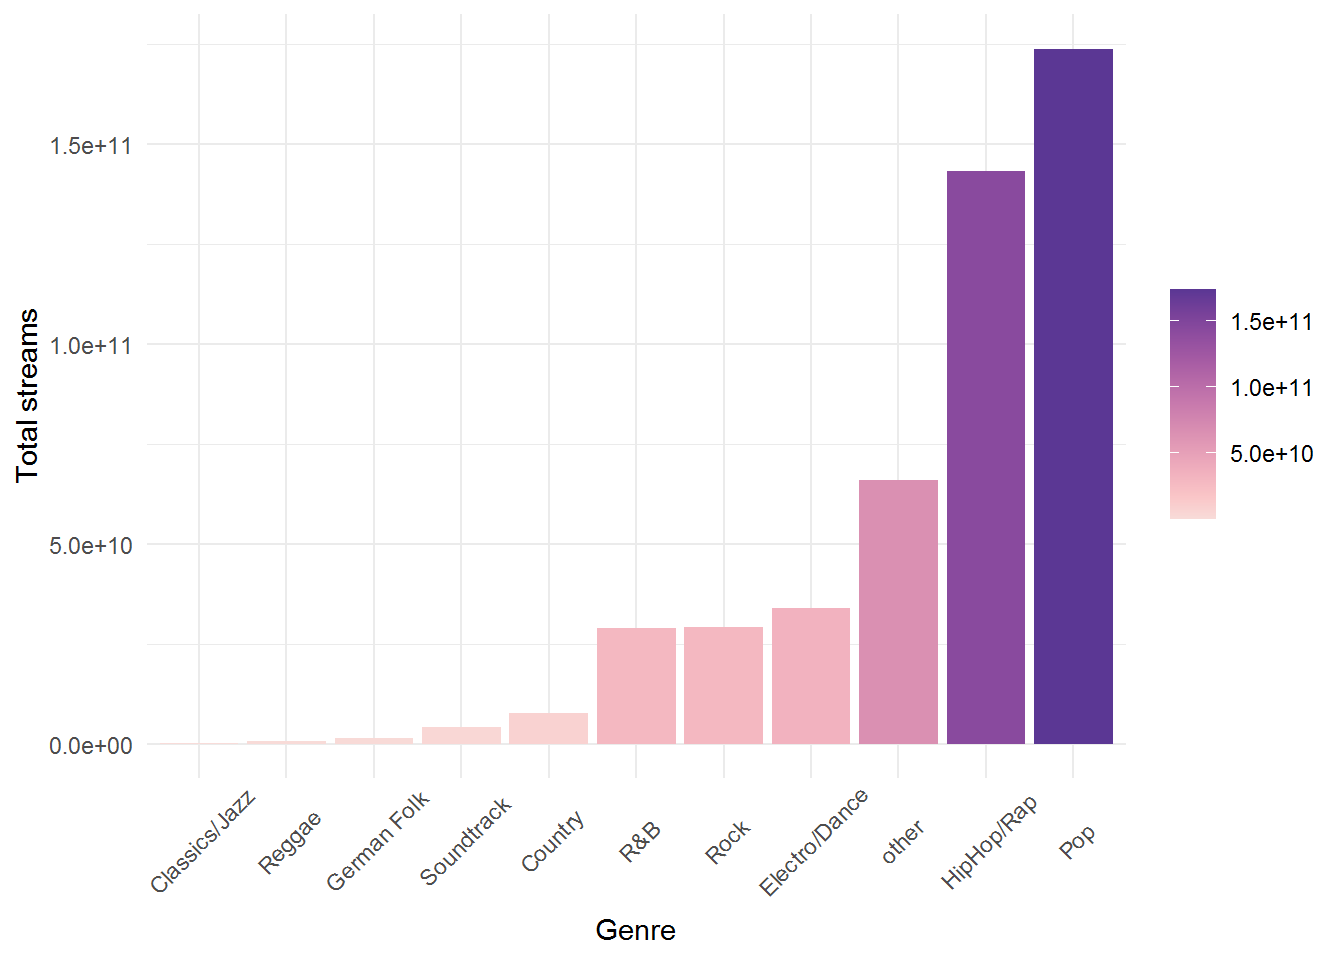 Total streams
1.5e+11
1.0e+11
5.0e+10
0.0e+00
Classics/Jazz
Reggae
German Folk
Soundtrack
Country
R&B
Rock
Electro/Dance
other
HipHop/Rap
Pop
Genre
1.5e+11
1.0e+11
5.0e+10